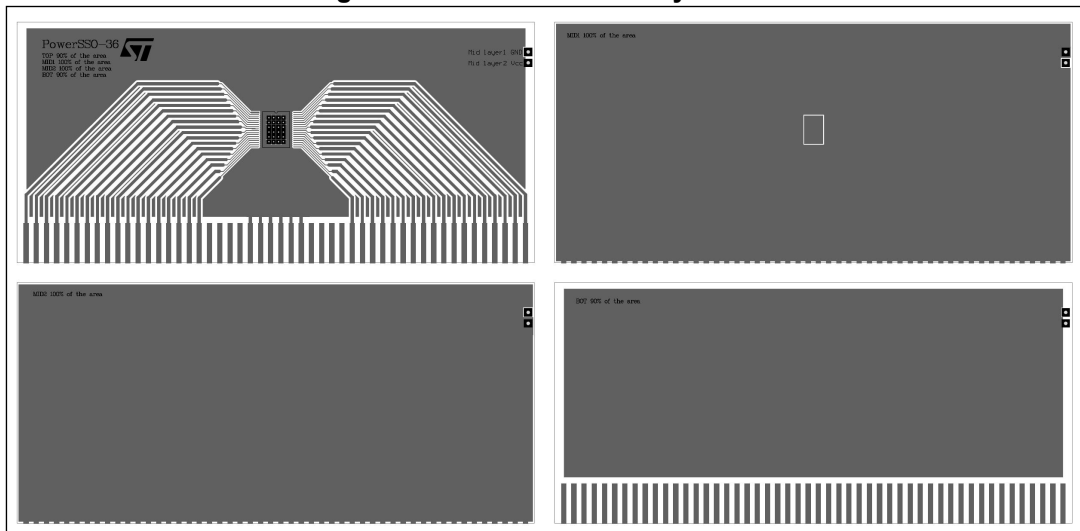 PowerSSO-36
TOP 90% of the area
MID1 100% of the area
MID2 100% of the area
BOT 90% of the area
Mid Layer1 GND
Mid Layer2 Vcc
MID1 100% of the area
MID2 100% of the area
BOT 90% of the area